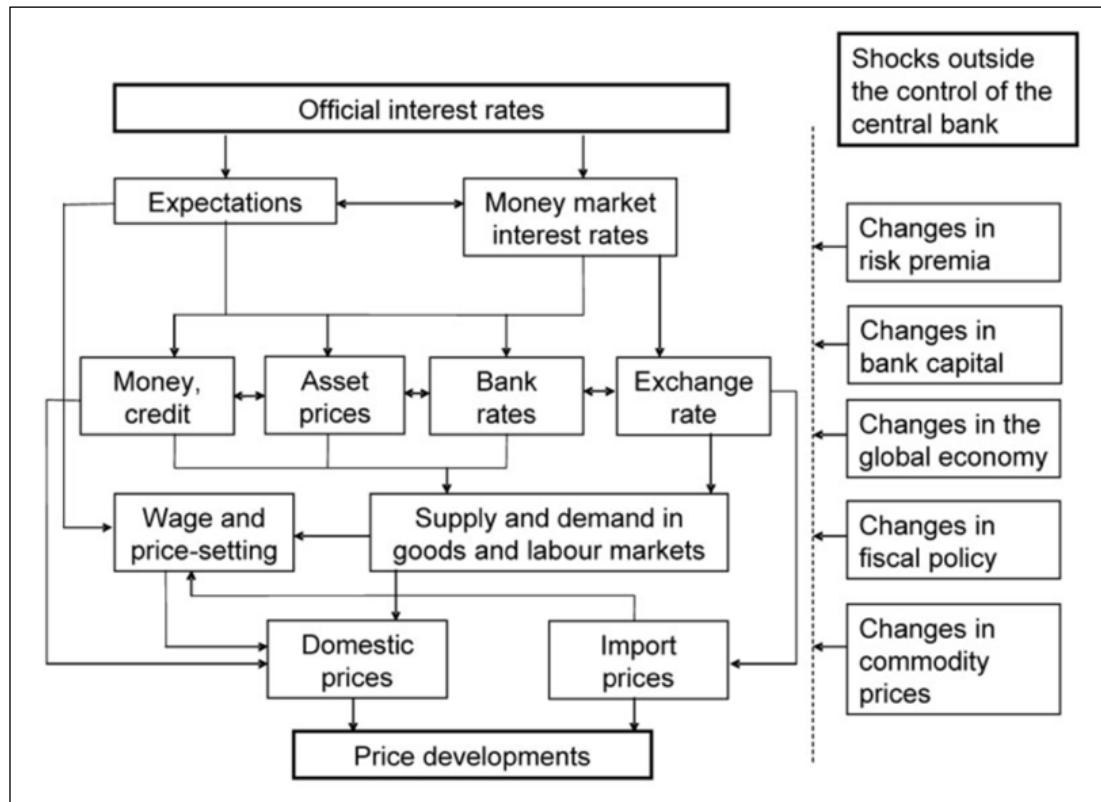 Official interest rates
Shocks outside
the control of the
central bank
Expectations
Money market
interest rates
Changes in
risk premia
Money,
credit
Asset
prices
Bank
rates
Exchange
rate
Changes in
bank capital
Changes in the
global economy
Wage and
price-setting
Supply and demand in
goods and labour markets
Changes in
fiscal policy
Domestic
prices
Import
prices
Changes in
commodity
prices
Price developments